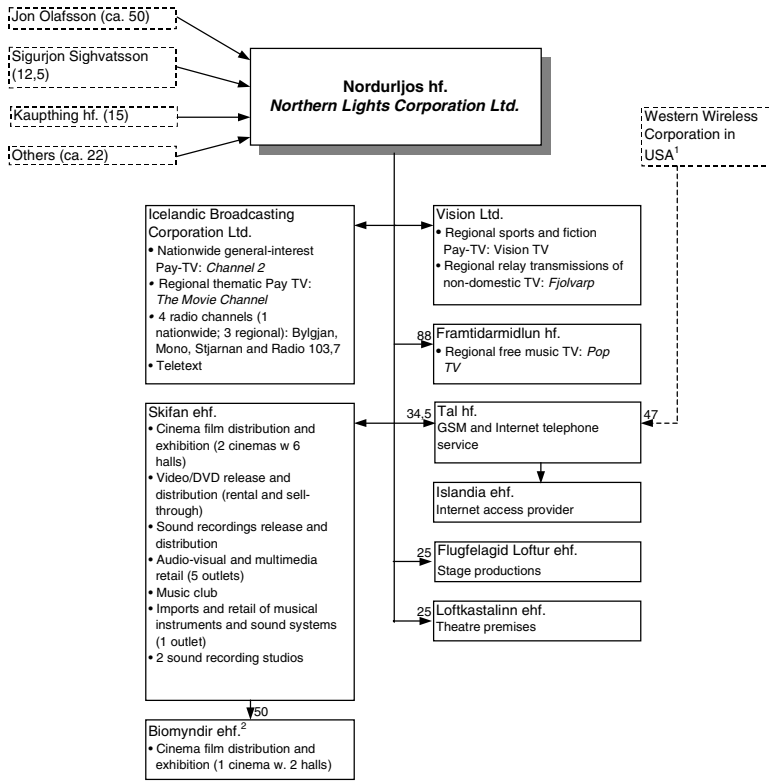 Jon Olafsson (ca. 50)
Sigurjon Sighvatsson
(12,5)
Kaupthing hf. (15)
Others (ca. 22)
Nordurljos hf.
Northern Lights Corporation Ltd.
Western Wireless
Corporation in
USA1
Icelandic Broadcasting
Corporation Ltd.
• Nationwide general-interest
Pay-TV: Channel 2
• Regional thematic Pay TV:
The Movie Channel
• 4 radio channels (1
nationwide; 3 regional): Bylgjan,
Mono, Stjarnan and Radio 103,7
• Teletext
Vision Ltd.
• Regional sports and fiction
Pay-TV: Vision TV
• Regional relay transmissions of
non-domestic TV: Fjolvarp
88
Framtidarmidlun hf.
• Regional free music TV: Pop
TV
Skifan ehf.
• Cinema film distribution and
exhibition (2 cinemas w 6
halls)
• Video/DVD release and
distribution (rental and sell-
through)
• Sound recordings release and
distribution
• Audio-visual and multimedia
retail (5 outlets)
• Music club
• Imports and retail of musical
instruments and sound systems
(1 outlet)
• 2 sound recording studios
34,5
Tal hf.
GSM and Internet telephone
service
47
Islandia ehf.
Internet access provider
25
Flugfelagid Loftur ehf.
Stage productions
25
Loftkastalinn ehf.
Theatre premises
50
Biomyndir ehf.2
• Cinema film distribution and
exhibition (1 cinema w. 2 halls)